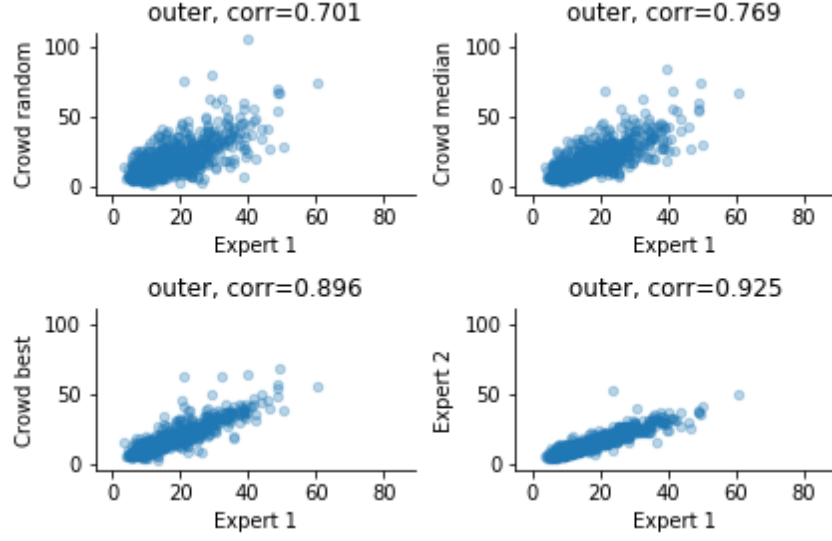 outer, corr=0.701
100
50
0
Crowd random
0 20 40 60 80
Expert 1
outer, corr=0.769
100
50
0
Crowd median
0 20 40 60 80
Expert 1
outer, corr=0.896
100
50
0
Crowd best
0 20 40 60 80
Expert 1
outer, corr=0.925
100
50
0
Expert 2
0 20 40 60 80
Expert 1